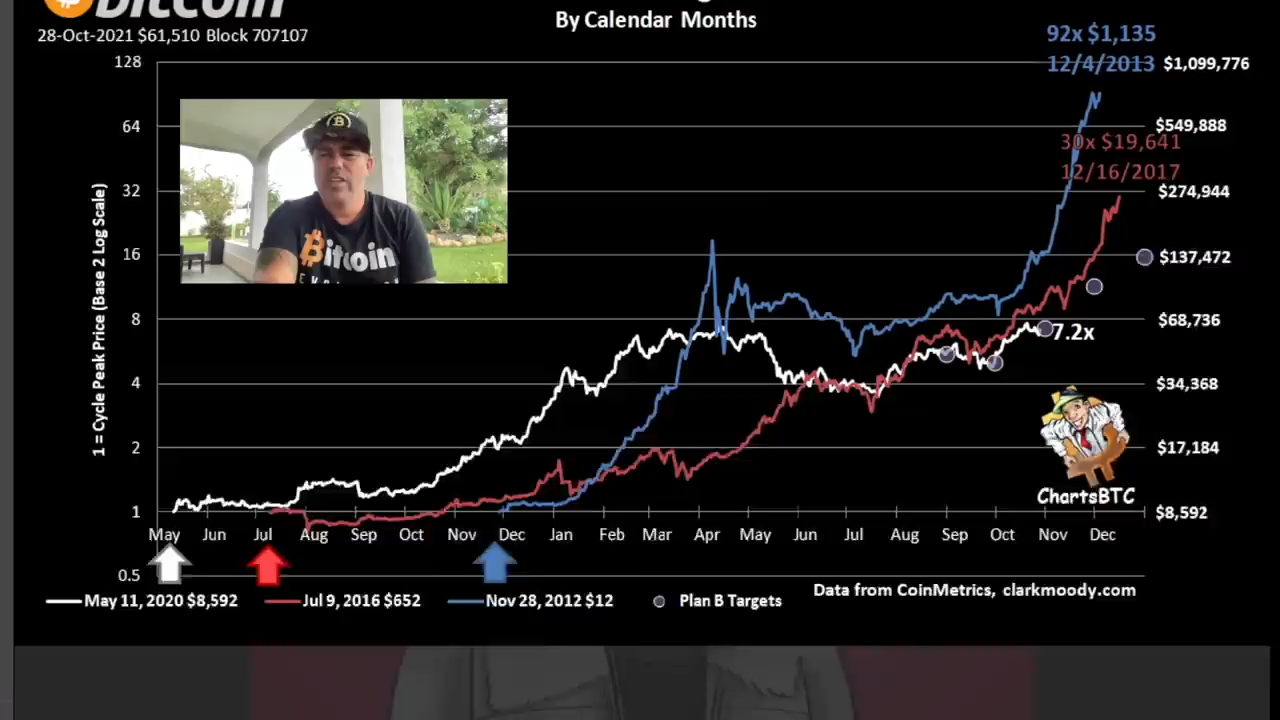 Bitcoin
28-Oct-2021 $61,510 Block 707107
By Calendar Months
92x $1,135
12/4/2013
30x $19,641
12/16/2017
128
64
32
16
8
4
2
1
0.5
1 = Cycle Peak Price (Base 2 Log Scale)
$1,099,776
$549,888
$274,944
$137,472
$68,736
$34,368
$17,184
$8,592
Bitcoin
7.2x
ChartsBTC
May Jun Jul Aug Sep Oct Nov Dec Jan Feb Mar Apr May Jun Jul Aug Sep Oct Nov Dec
May 11, 2020 $8,592 Jul 9, 2016 $652 Nov 28, 2012 $12 Plan B Targets
Data from CoinMetrics, clarkmoody.com